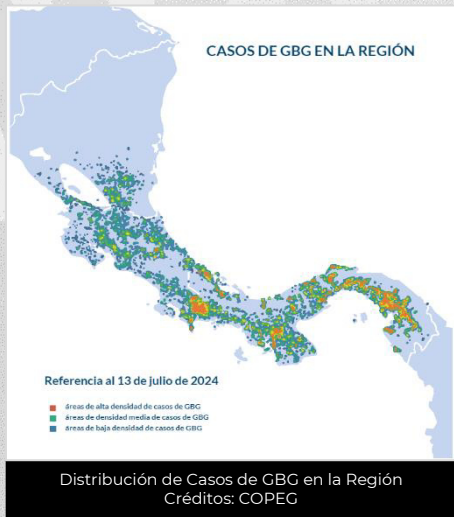 CASOS DE GBG EN LA REGIÓN
Referencia al 13 de julio de 2024
áreas de alta densidad de casos de GBG
áreas de densidad media de casos de GBG
áreas de baja densidad de casos de GBG
Distribución de Casos de GBG en la Región
Créditos: COPEG